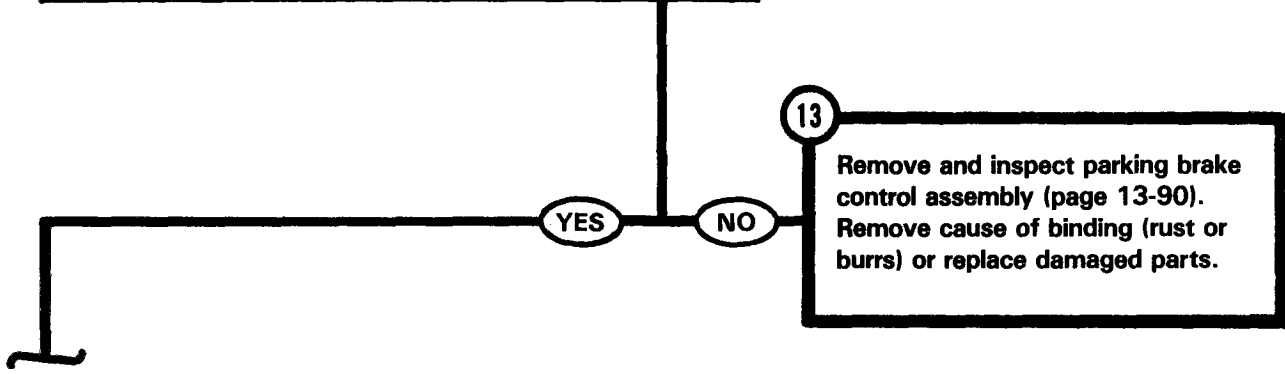 13
Remove and inspect parking brake
control assembly (page 13-90).
Remove cause of binding (rust or
burrs) or replace damaged parts.
YES
NO